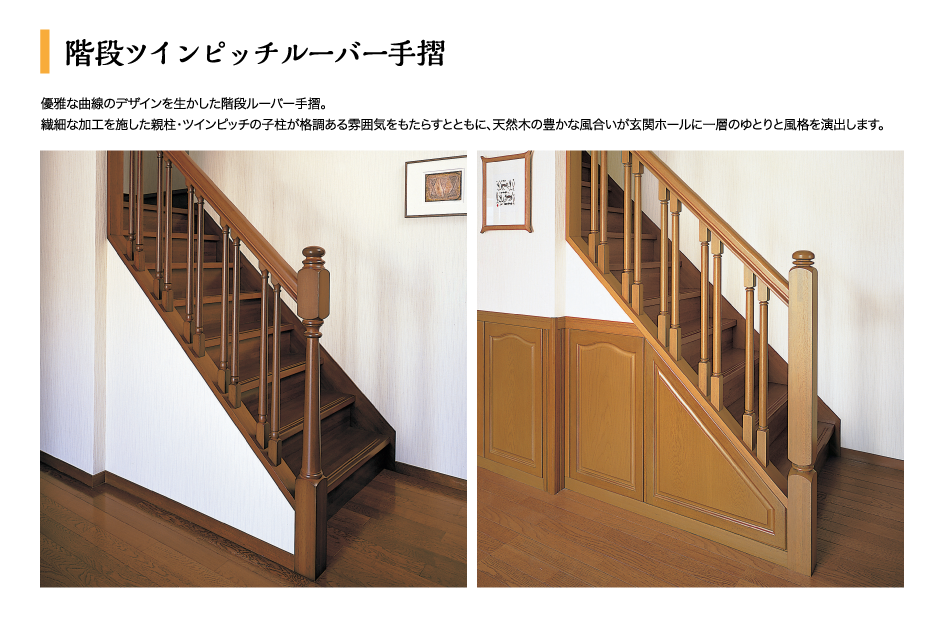 階段ツインピッチルーバー手摺
優雅な曲線のデザインを生かした階段ルーバー手摺。
繊細な加工を施した親柱・ツインピッチの子柱が格調ある雰囲気をもたらすとともに、天然木の豊かな風合いが玄関ホールに一層のゆとりと風格を演出します。